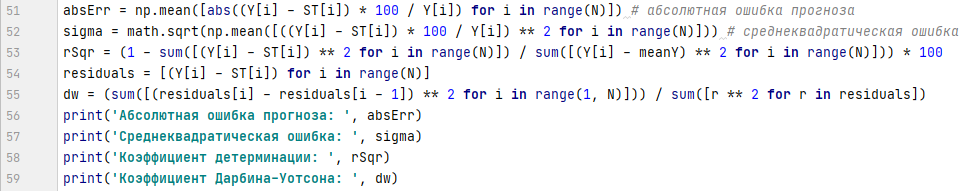 51 absErr = np.mean([abs((Y[i] - ST[i]) * 100 / Y[i]) for i in range(N)]) # абсолютная ошибка прогноза
52 sigma = math.sqrt(np.mean([((Y[i] - ST[i]) * 100 / Y[i]) ** 2 for i in range(N)])) # среднеквадратическая ошибка
53 rSqr = (1 - sum([(Y[i] - ST[i]) ** 2 for i in range(N)]) / sum([(Y[i] - meanY) ** 2 for i in range(N)])) * 100
54 residuals = [(Y[i] - ST[i]) for i in range(N)]
55 dw = (sum([(residuals[i] - residuals[i - 1]) ** 2 for i in range(1, N)])) / sum([r ** 2 for r in residuals])
56 print('Абсолютная ошибка прогноза: ', absErr)
57 print('Среднеквадратическая ошибка: ', sigma)
58 print('Коэффициент детерминации: ', rSqr)
59 print('Коэффициент Дарбина-Уотсона: ', dw)